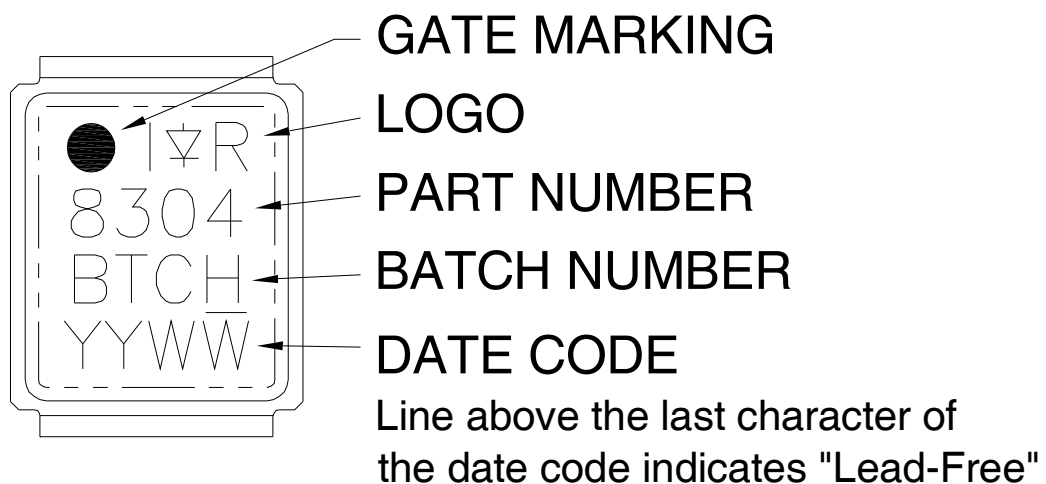 GATE MARKING
I R
LOGO
8304
PART NUMBER
BTCH
BATCH NUMBER
YYWW
DATE CODE
Line above the last character of
the date code indicates "Lead-Free"